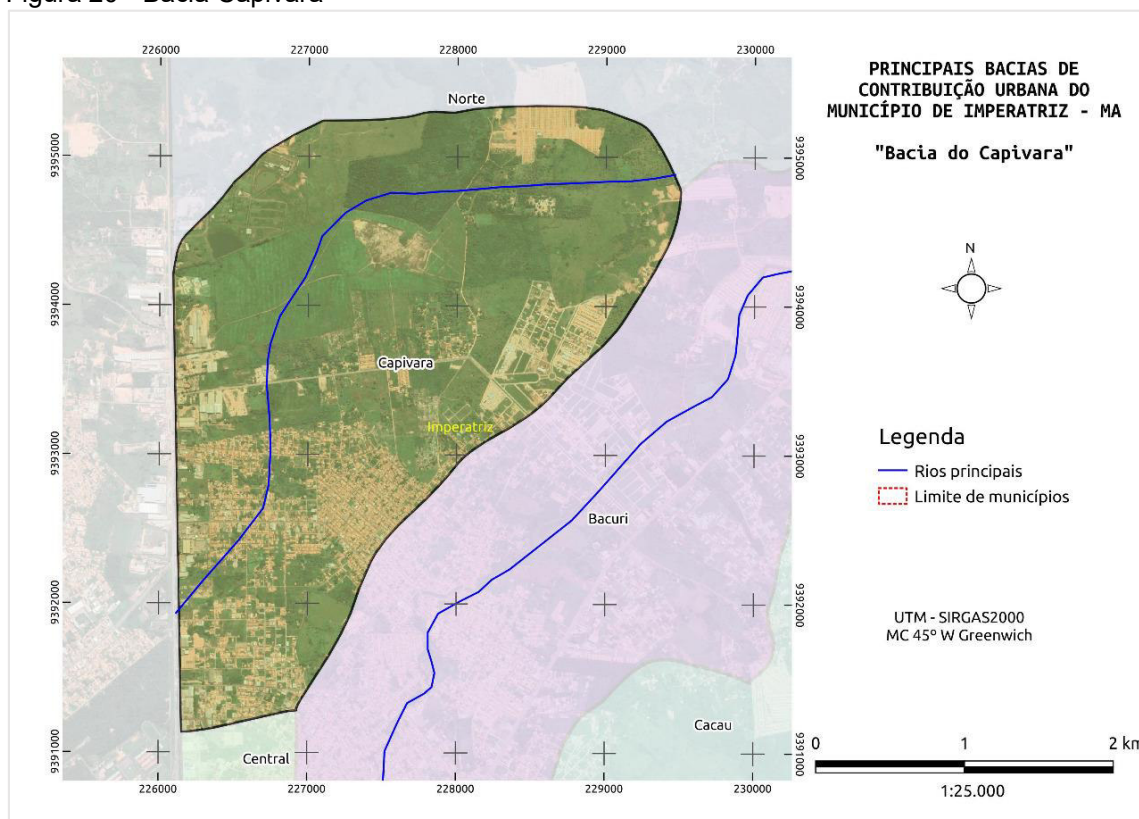 Figura 20 - Bacia Capivara
226000 227000 228000 229000 230000
PRINCIPAIS BACIAS DE
CONTRIBUIÇÃO URBANA DO
MUNICÍPIO DE IMPERATRIZ - MA
"Bacia do Capivara"
Norte
9395000 9395000
N
9394000 9394000
Capivara
Imperatriz
9393000 9393000
Legenda
Rios principais
Limite de municípios
Bacuri
9392000 9392000
UTM - SIRGAS2000
MC 45º W Greenwich
Cacau
Central
9391000 9391000
0 1 2 km
1:25.000
226000 227000 228000 229000 230000